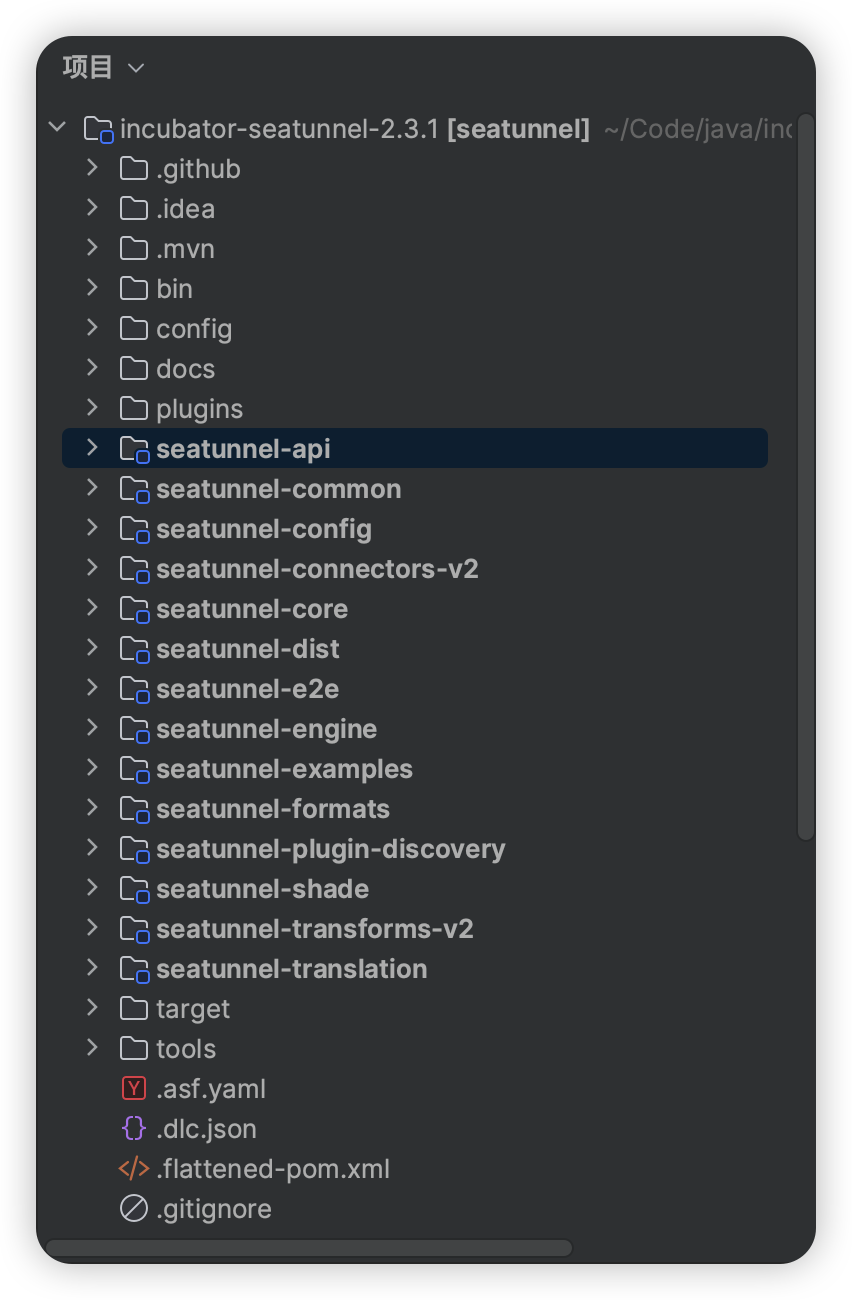 项目
incubator-seatunnel-2.3.1 [seatunnel] ~/Code/java/inc
.github
.idea
.mvn
bin
config
docs
plugins
seatunnel-api
seatunnel-common
seatunnel-config
seatunnel-connectors-v2
seatunnel-core
seatunnel-dist
seatunnel-e2e
seatunnel-engine
seatunnel-examples
seatunnel-formats
seatunnel-plugin-discovery
seatunnel-shade
seatunnel-transforms-v2
seatunnel-translation
target
tools
.asf.yaml
.dlc.json
.flattened-pom.xml
.gitignore